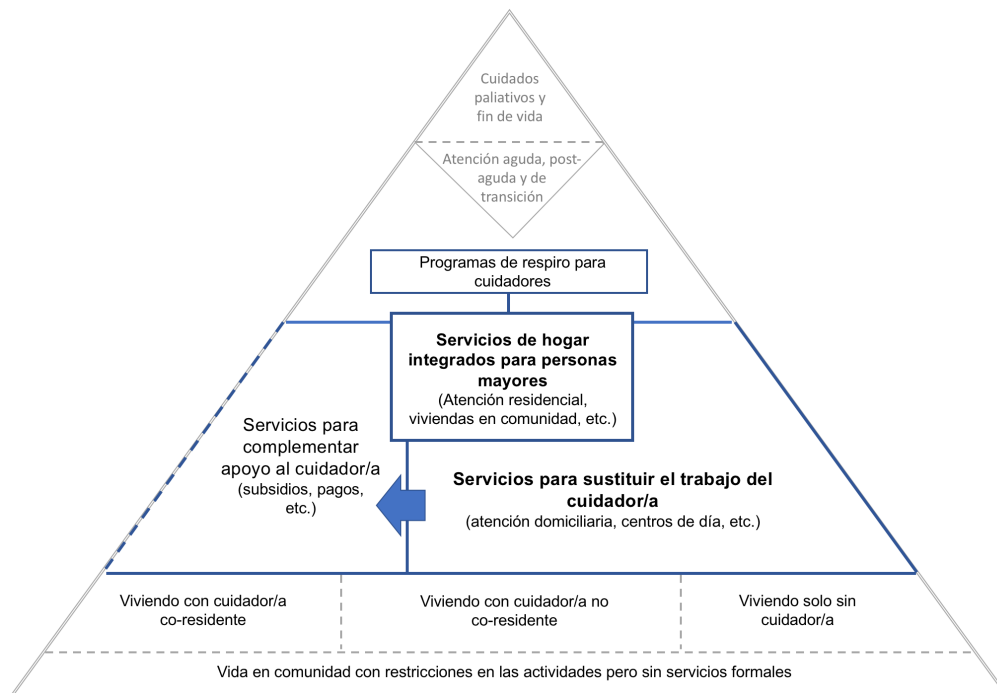 Cuidados
paliativos y
fin de vida
Atención aguda, post-
aguda y de
transición
Programas de respiro para
cuidadores
Servicios de hogar
integrados para personas
mayores
(Atención residencial,
viviendas en comunidad, etc.)
Servicios para
complementar
apoyo al cuidador/a
(subsidios, pagos,
etc.)
Servicios para sustituir el trabajo del
cuidador/a
(atención domiciliaria, centros de día, etc.)
Viviendo con cuidador/a
co-residente
Viviendo con cuidador/a no
co-residente
Viviendo solo sin
cuidador/a
Vida en comunidad con restricciones en las actividades pero sin servicios formales